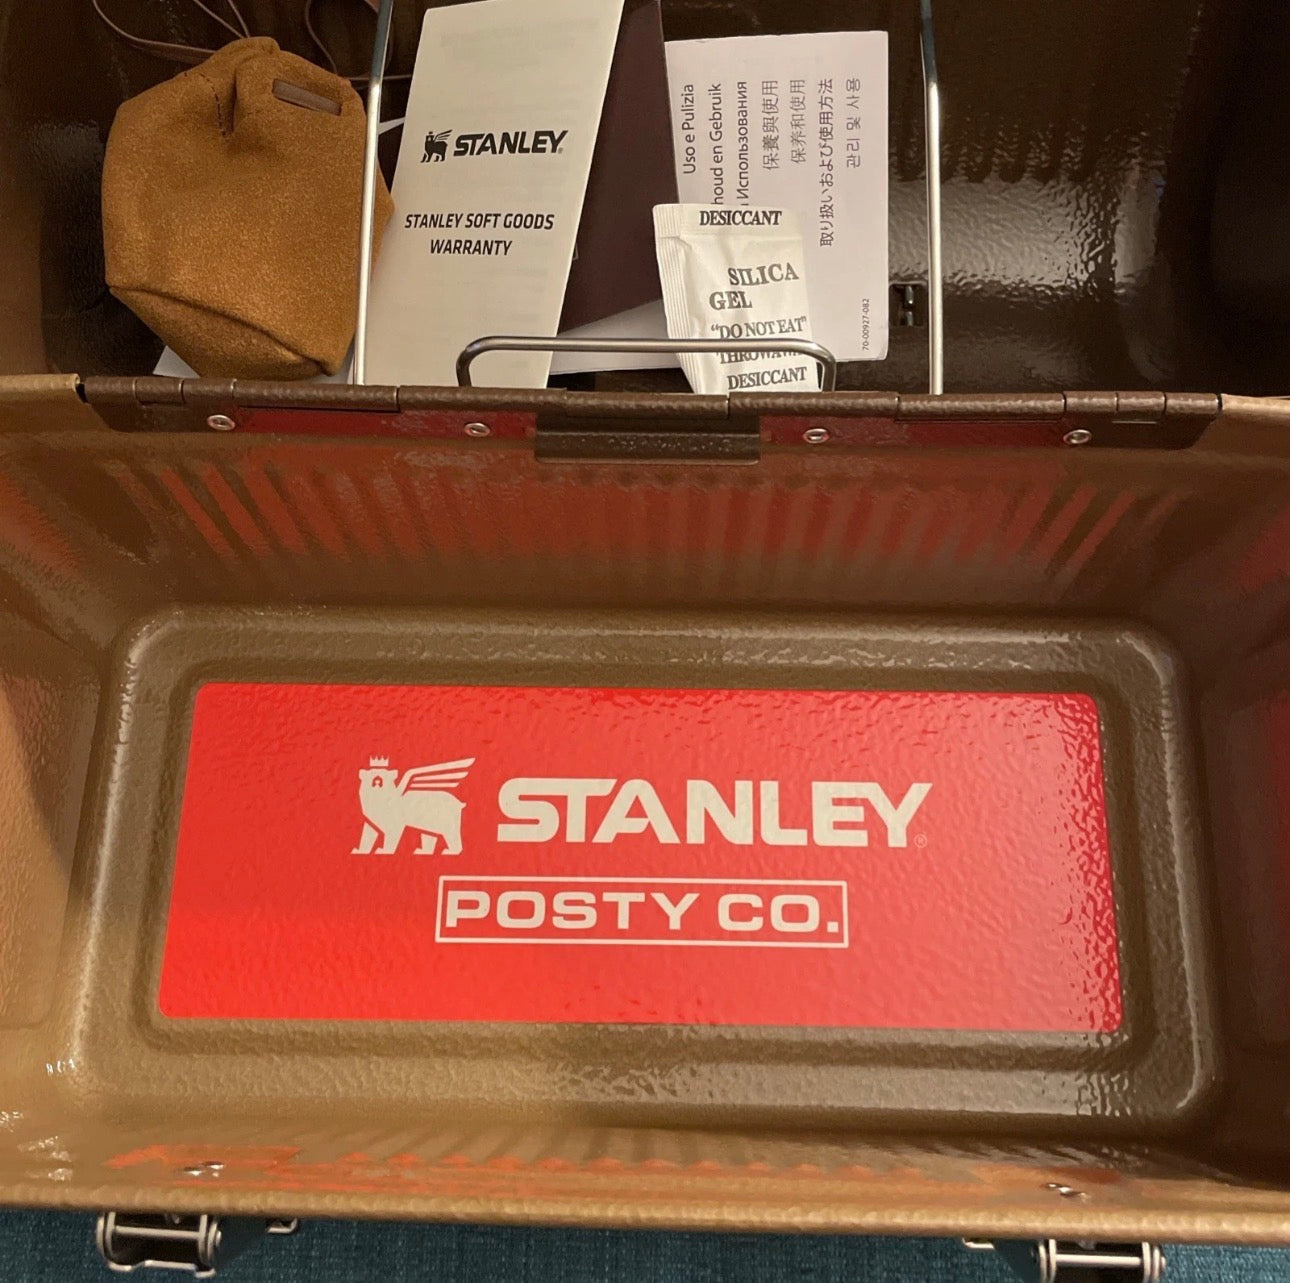 STANLEY
STANLEY SOFT GOODS
WARRANTY
Uso e Pulizia
houd en Gebruik
Использования
保養與使用
保养和使用
取り扱いおよび使用方法
관리 및 사용
70-00927-082
DESICCANT
SILICA
GEL
"DO NOT EAT"
THROWAWAY
DESICCANT
STANLEY®
POSTY CO.